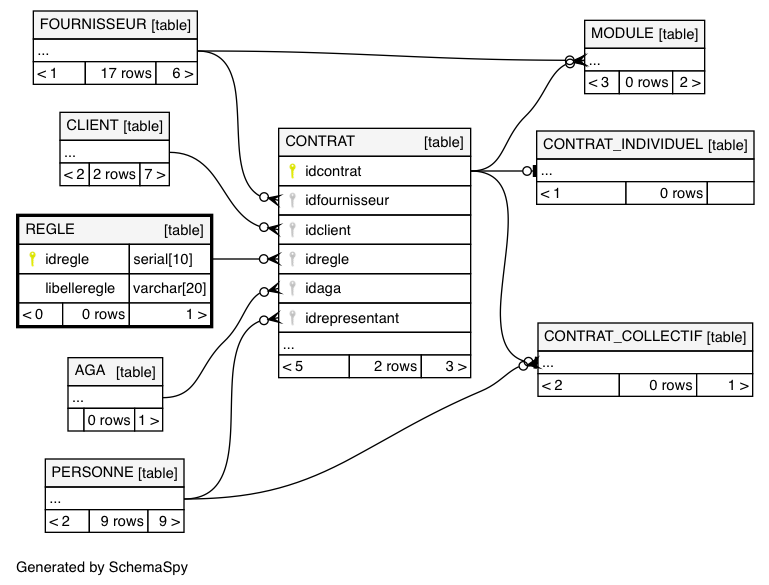 FOURNISSEUR [table]
...
< 1 17 rows 6 >
MODULE [table]
...
< 3 0 rows 2 >
CLIENT [table]
...
< 2 2 rows 7 >
CONTRAT [table]
idcontrat
idfournisseur
idclient
idregle
idaga
idrepresentant
...
< 5 2 rows 3 >
CONTRAT_INDIVIDUEL [table]
...
< 1 0 rows
REGLE [table]
idregle serial[10]
libelleregle varchar[20]
< 0 0 rows 1 >
CONTRAT_COLLECTIF [table]
...
< 2 0 rows 1 >
AGA [table]
...
0 rows 1 >
PERSONNE [table]
...
< 2 9 rows 9 >
Generated by SchemaSpy